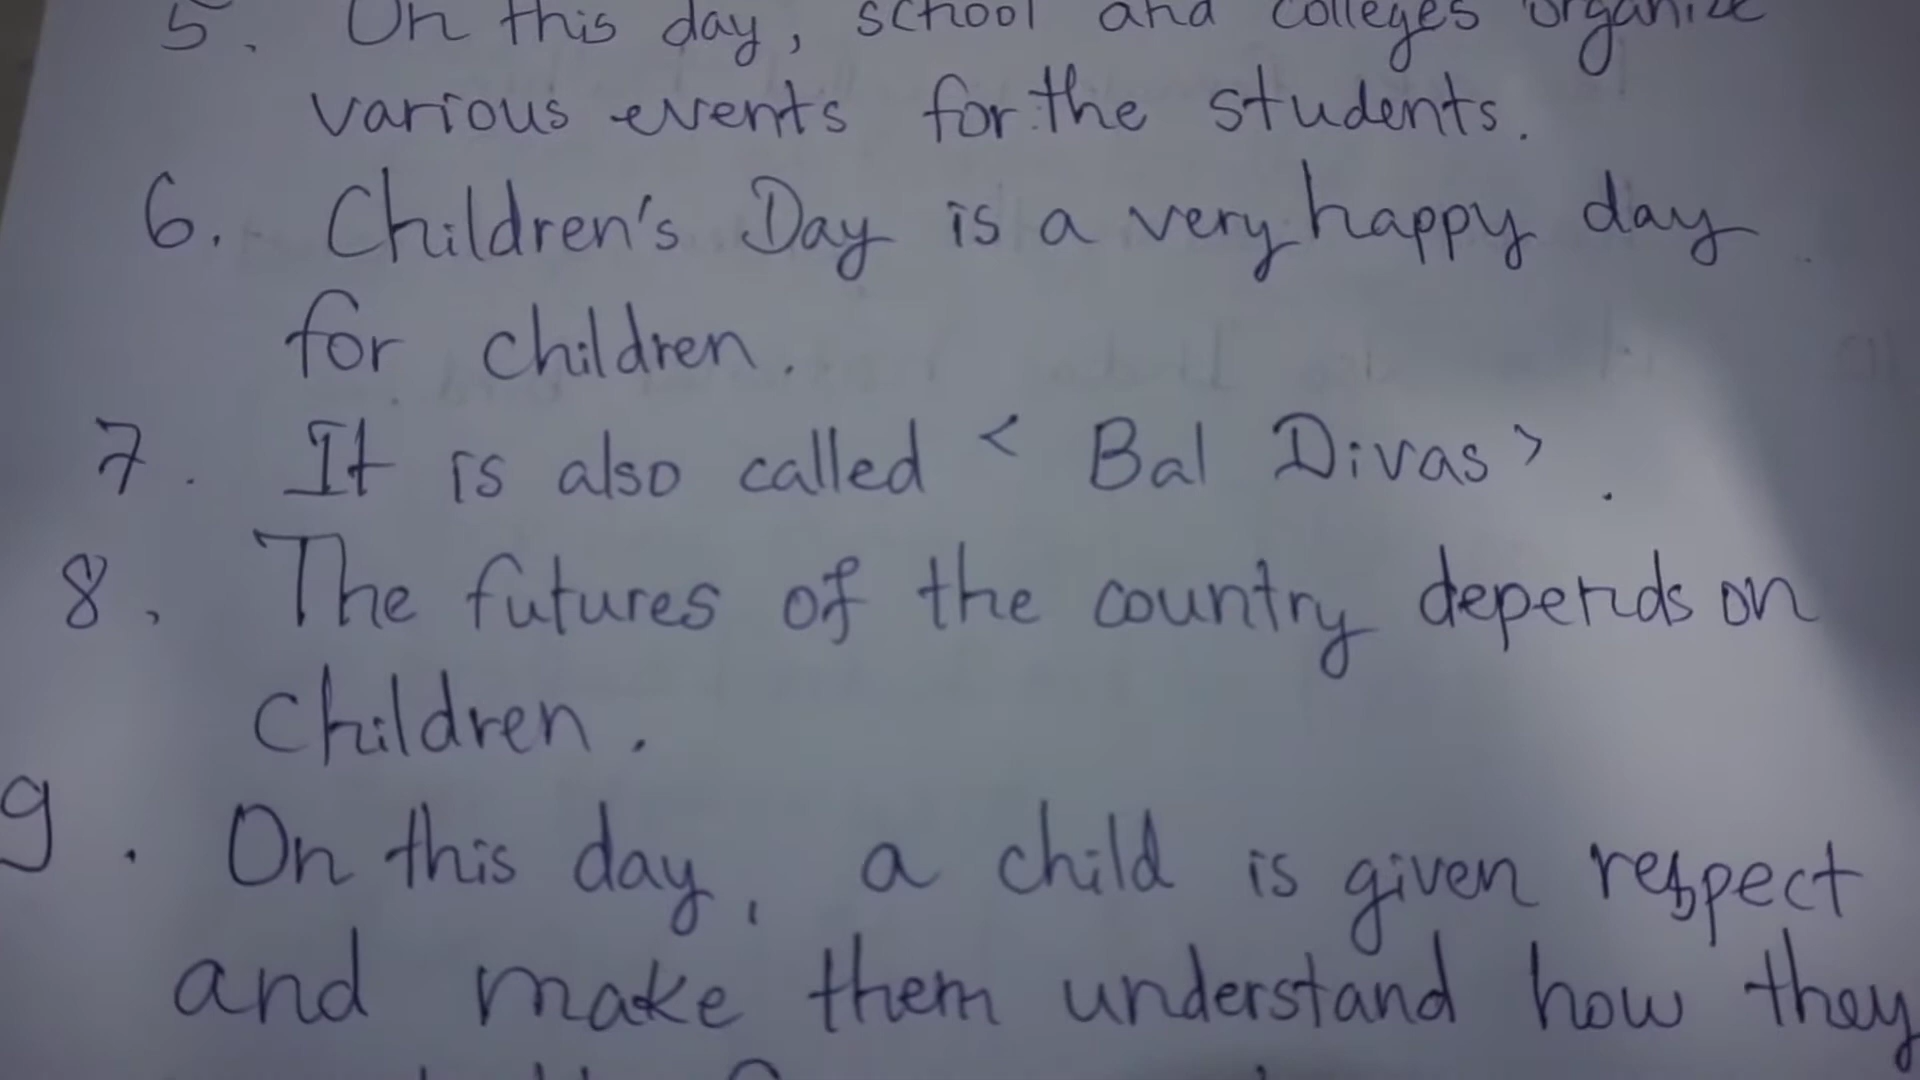 5. On this day, school and colleges organize
various events for the students.
6. Children's Day is a very happy day
for children.
7. It is also called < Bal Divas >.
8. The futures of the country depends on
children.
9. On this day, a child is given respect
and make them understand how they